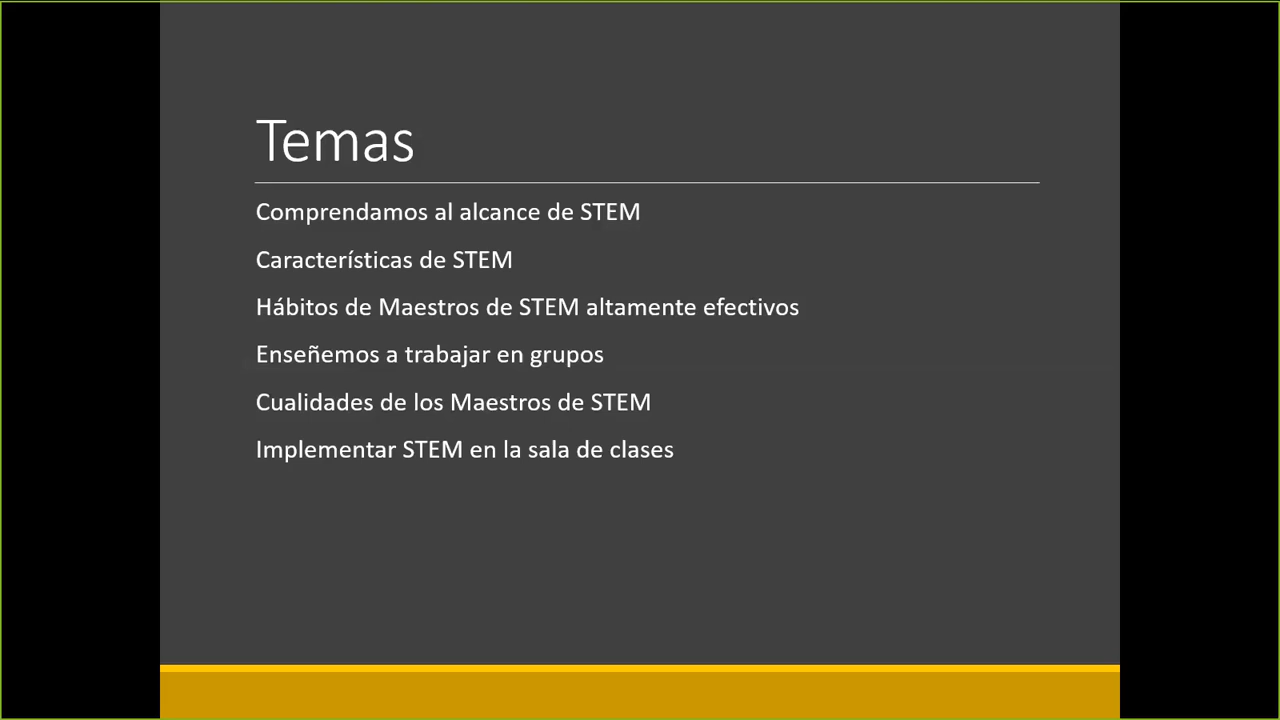 Temas
Comprendamos al alcance de STEM
Características de STEM
Hábitos de Maestros de STEM altamente efectivos
Enseñemos a trabajar en grupos
Cualidades de los Maestros de STEM
Implementar STEM en la sala de clases